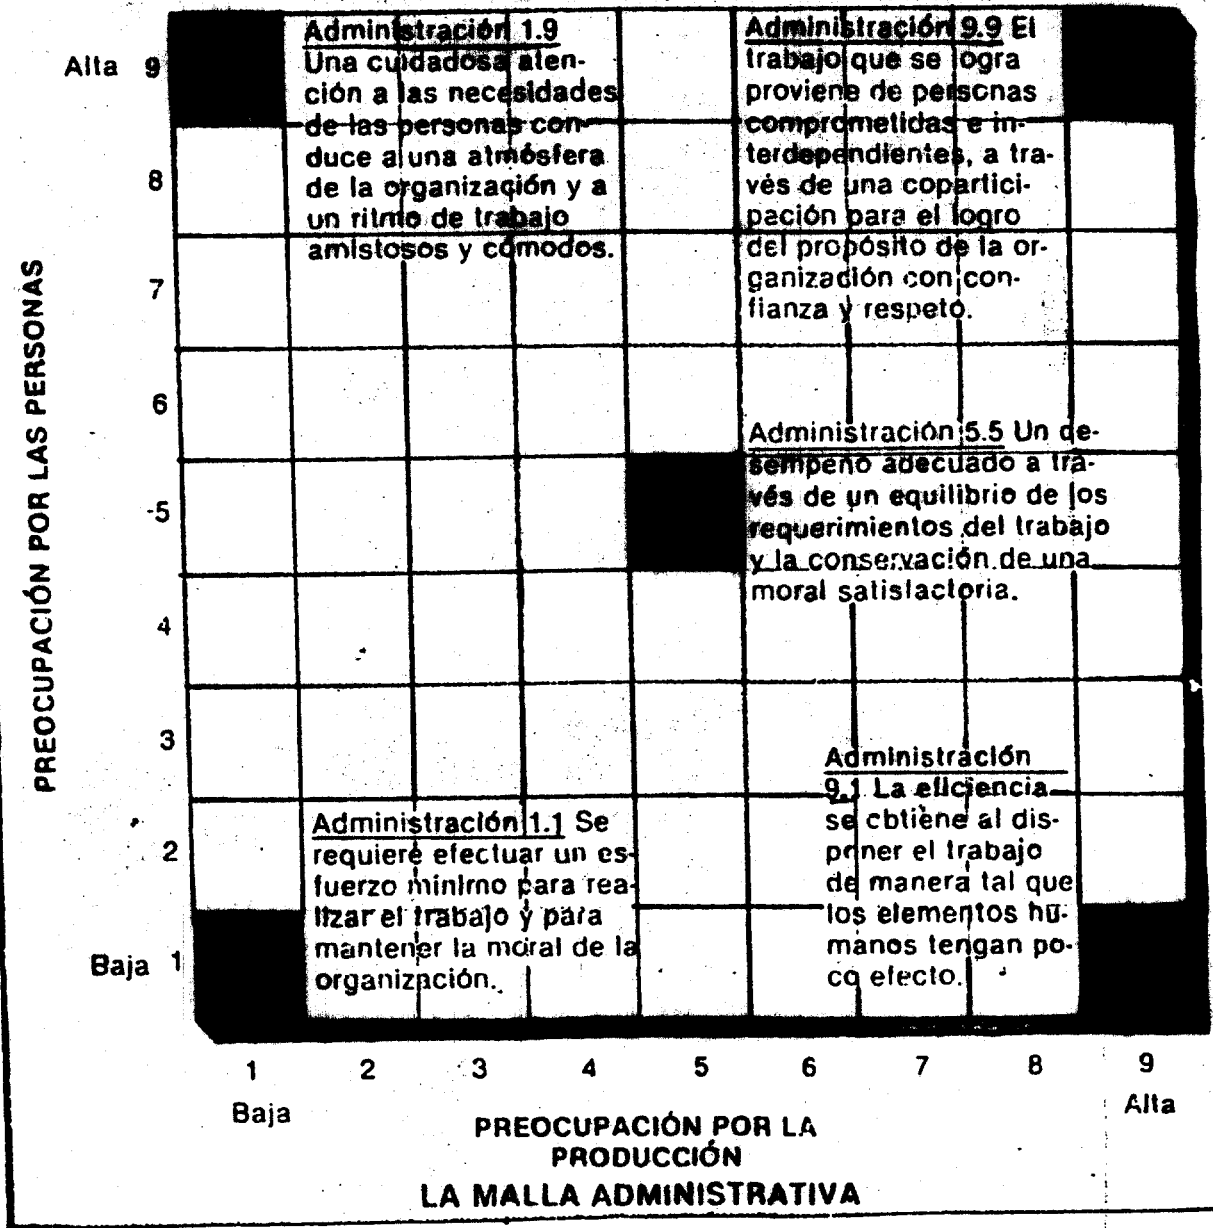 Administración 1.9
Una cuidadosa aten-
ción a las necesidades
de las personas con-
duce a una atmósfera
de la organización y a
un ritmo de trabajo
amistosos y cómodos.
Administración 9.9 El
trabajo que se logra
proviene de personas
comprometidas e in-
terdependientes, a tra-
vés de una copartici-
pación para el logro
del propósito de la or-
ganización con con-
fianza y respeto.
Administración 5.5 Un de-
sempeño adecuado a tra-
vés de un equilibrio de los
requerimientos del trabajo
y la conservación de una
moral satisfactoria.
Administración 1.1 Se
requiere efectuar un es-
fuerzo mínimo para rea-
lizar el trabajo y para
mantener la moral de la
organización.
Administración
9.1 La eficiencia
se obtiene al dis-
poner el trabajo
de manera tal que
los elementos hu-
manos tengan po-
co efecto.
PREOCUPACIÓN POR LAS PERSONAS
Alta 9
8
7
6
5
4
3
2
Baja 1
1 2 3 4 5 6 7 8 9
Baja Alta
PREOCUPACIÓN POR LA
PRODUCCIÓN
LA MALLA ADMINISTRATIVA